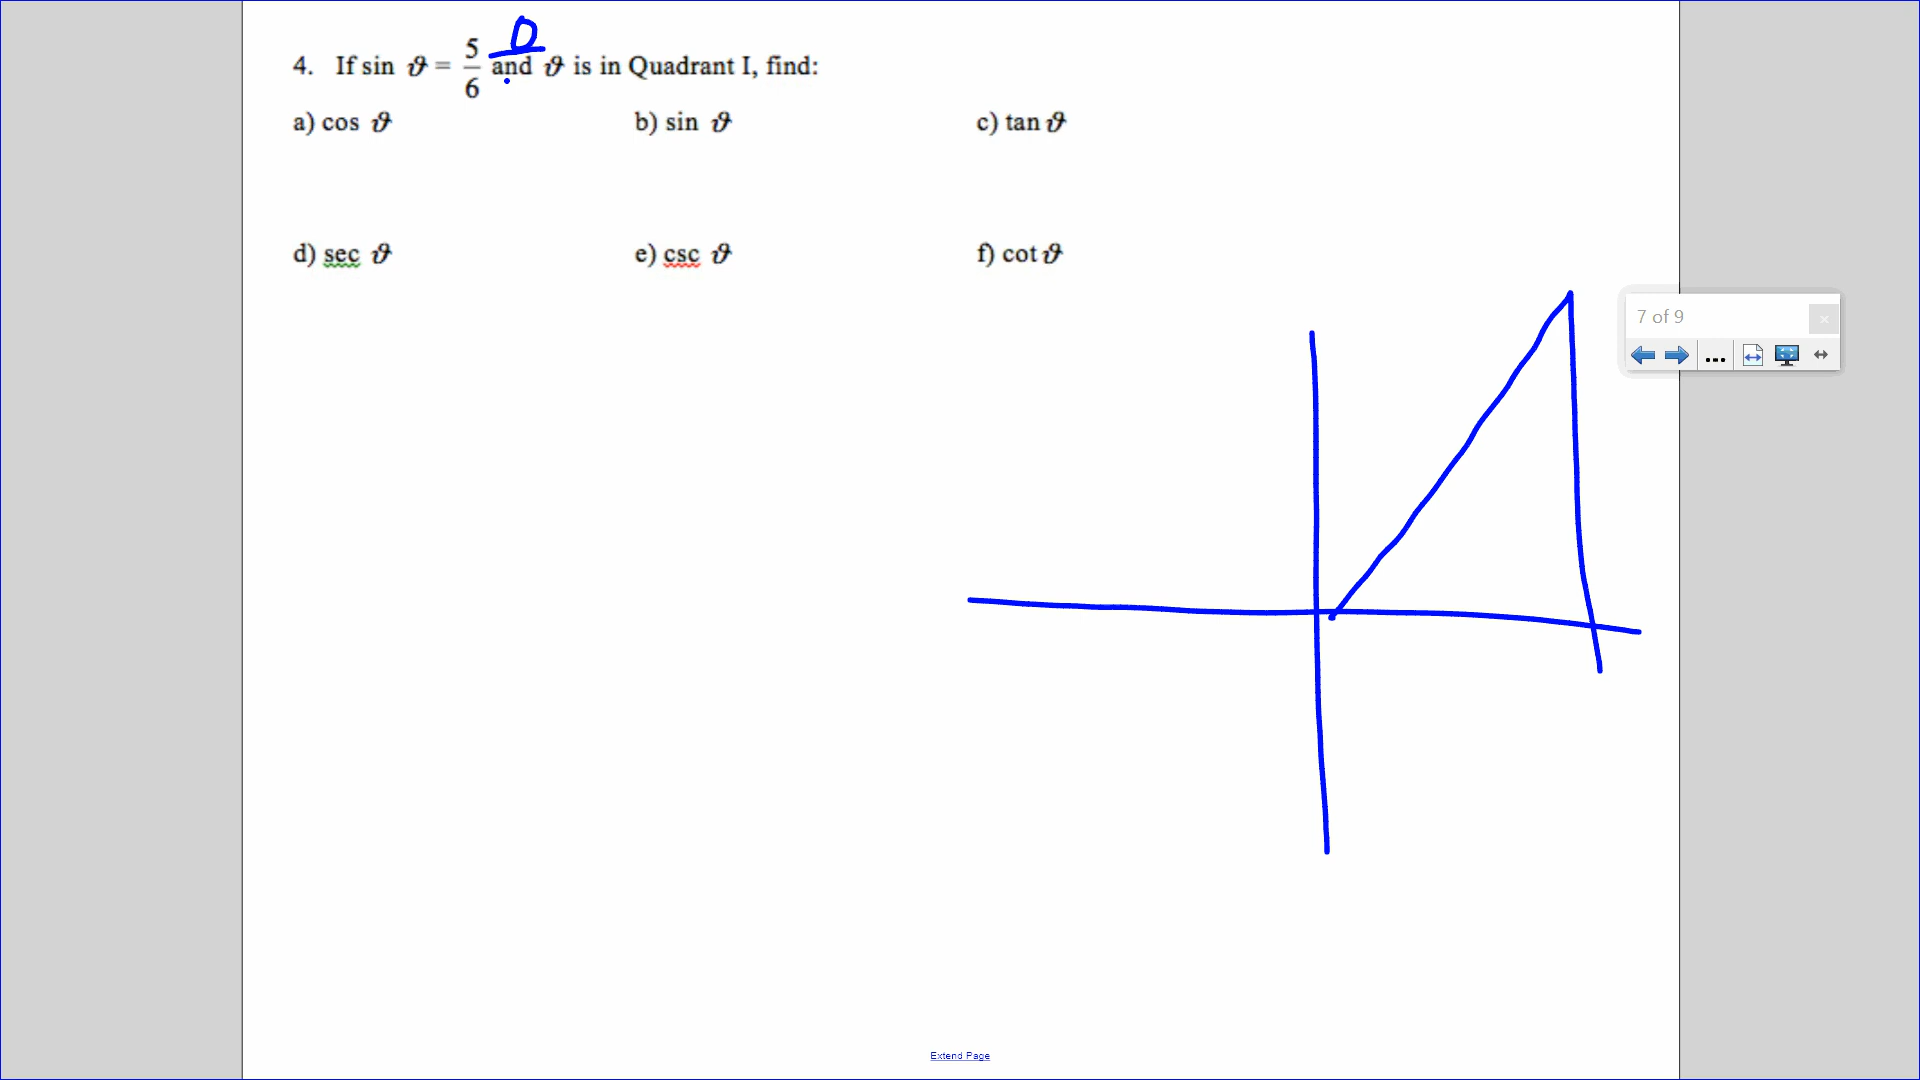 O
4. If sin ϑ = 5/6 and ϑ is in Quadrant I, find:
a) cos ϑ b) sin ϑ c) tan ϑ
d) sec ϑ e) csc ϑ f) cot ϑ
7 of 9
...
Extend Page